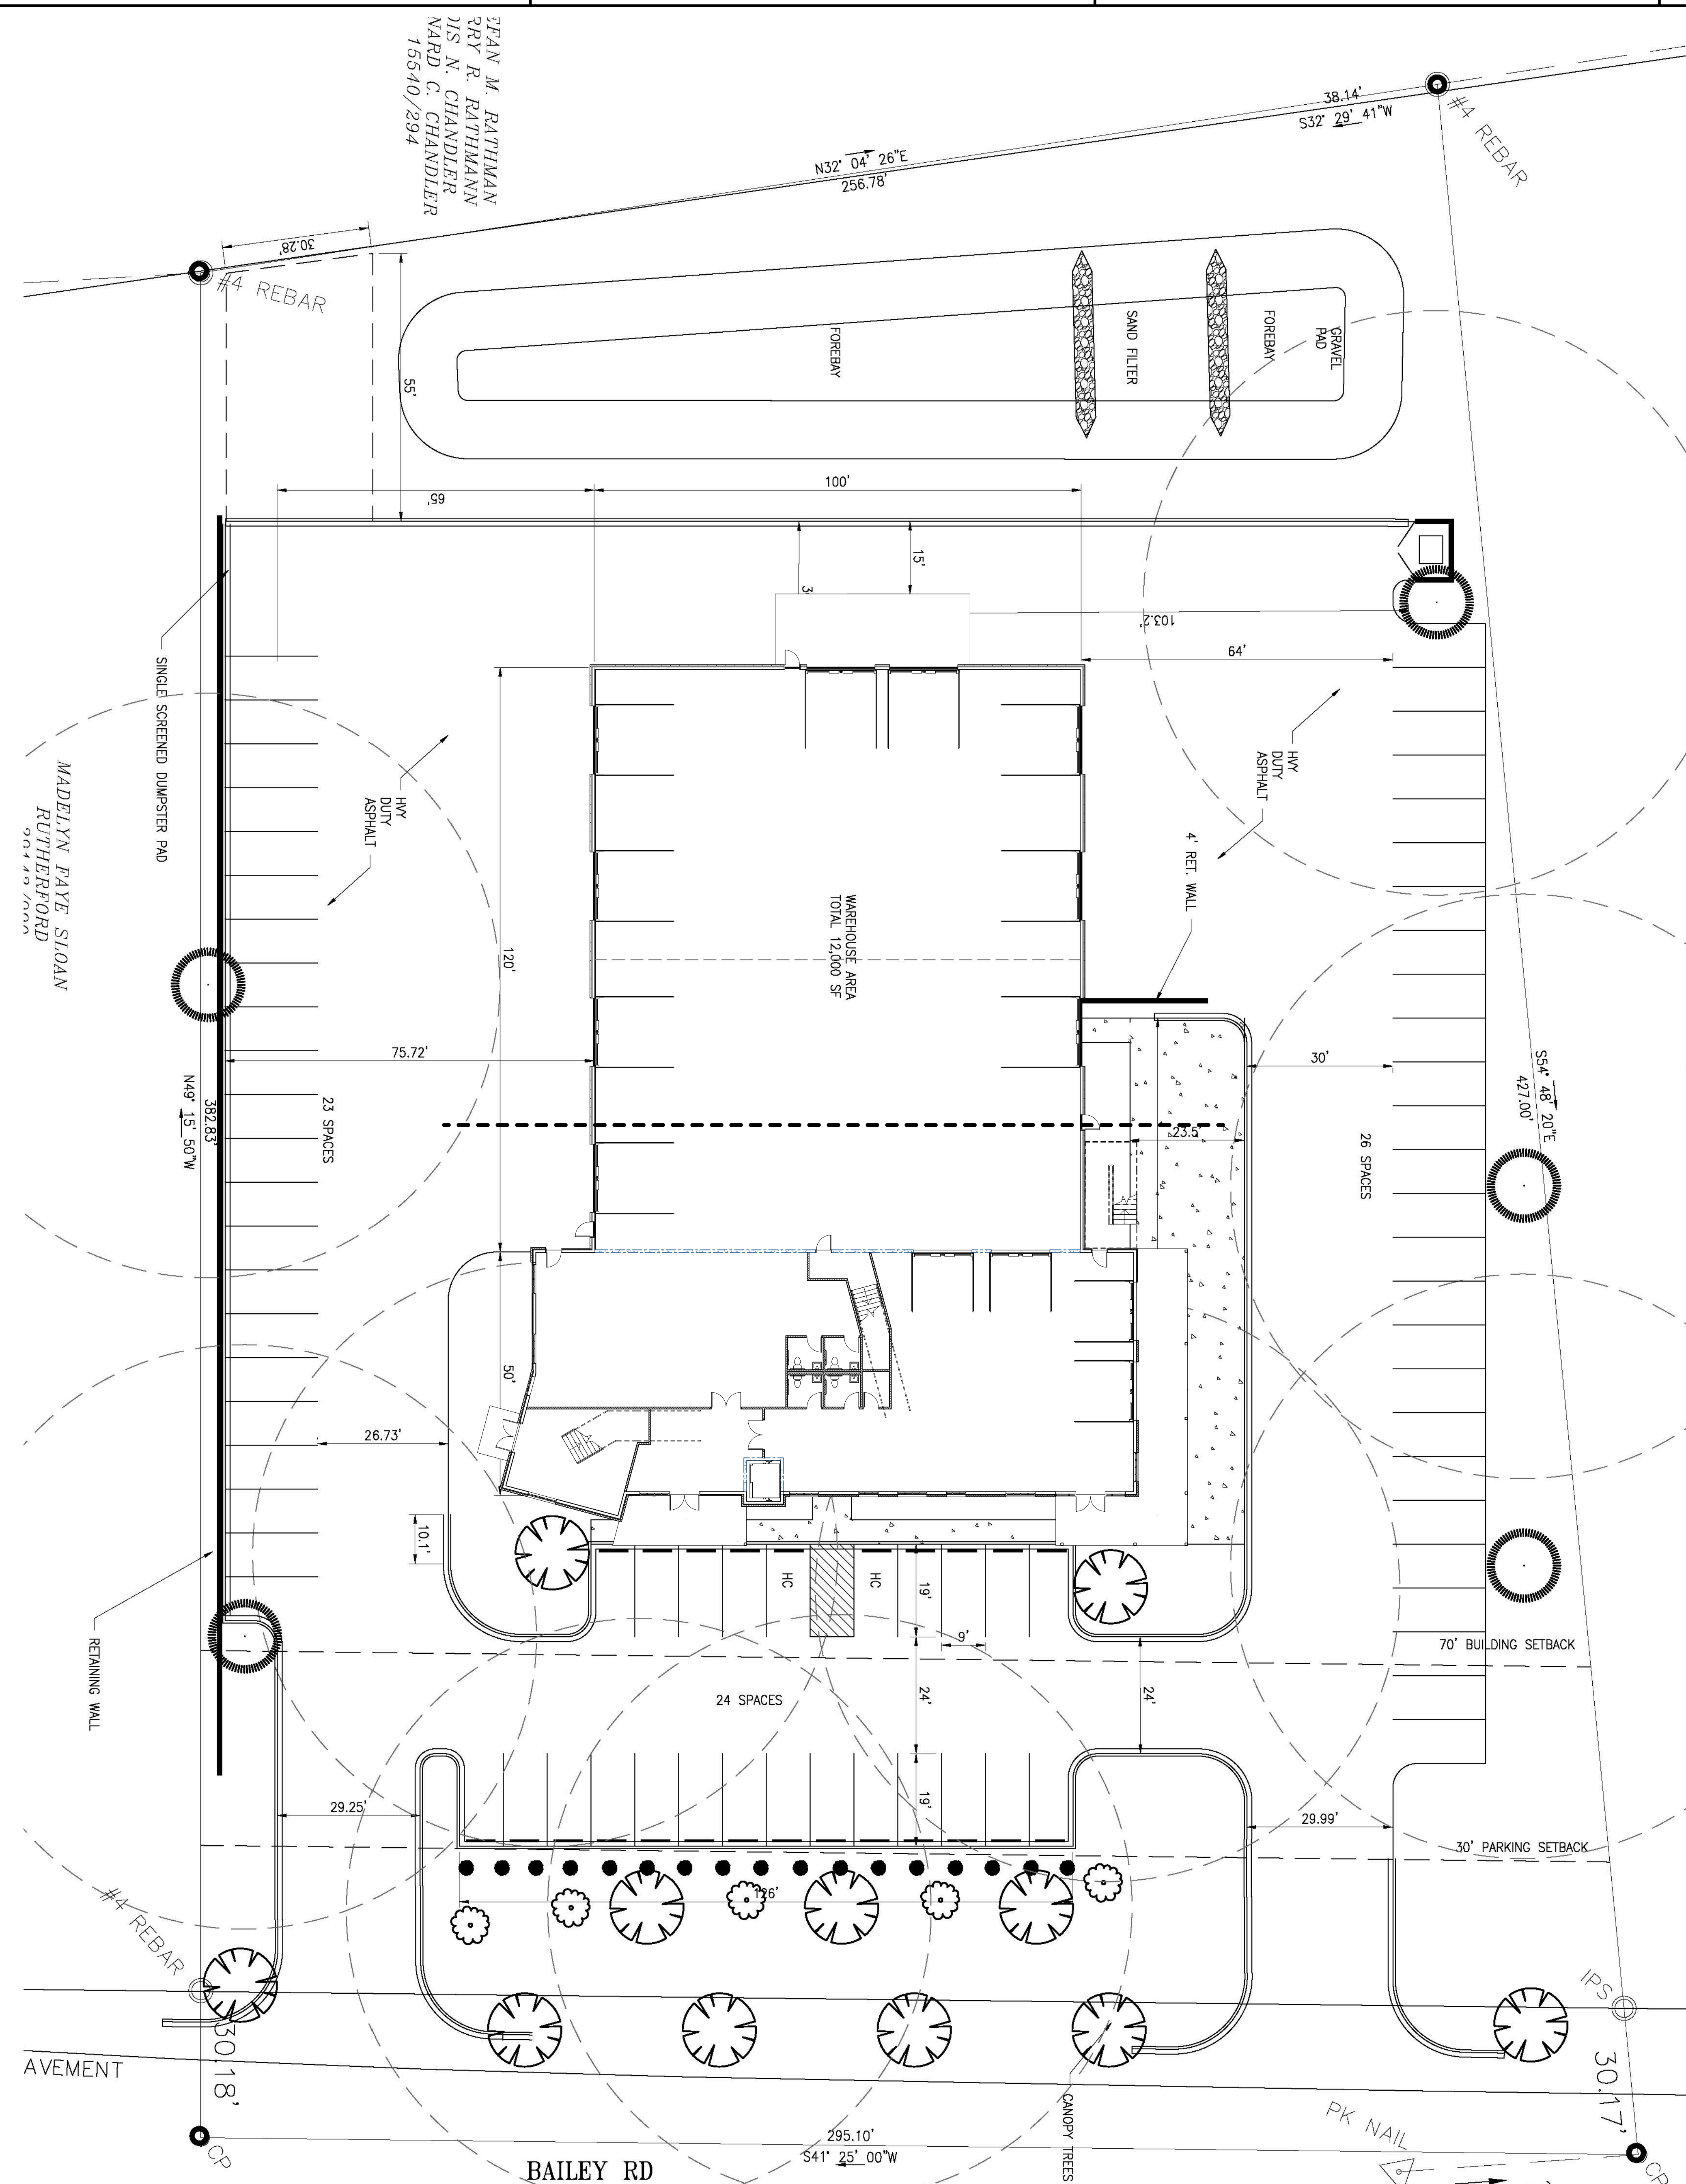 EFAN M. RATHMAN
RRY R. RATHMANN
OIS N. CHANDLER
NARD C. CHANDLER
15540/294
38.14'
S32° 29' 41"W
#4 REBAR
N32° 04' 26"E
256.78'
30.28'
#4 REBAR
55'
FOREBAY
SAND FILTER
FOREBAY
GRAVEL
PAD
65'
100'
15'
103.2'
64'
SINGLE SCREENED DUMPSTER PAD
HVY
DUTY
ASPHALT
HVY
DUTY
ASPHALT
4' RET. WALL
MADELYN FAYE SLOAN
RUTHERFORD
WAREHOUSE AREA
TOTAL 12,000 SF
120'
75.72'
30'
N49° 15' 50"W
382.83'
23 SPACES
23.5'
26 SPACES
S54° 48' 20"E
427.00'
50'
26.73'
10.1'
HC
HC
19'
9'
RETAINING WALL
70' BUILDING SETBACK
24 SPACES
24'
24'
29.25'
19'
29.99'
30' PARKING SETBACK
126'
#4 REBAR
IPS
30.18'
30.17'
AVEMENT
CANOPY TREES
PK NAIL
CP
295.10'
S41° 25' 00"W
BAILEY RD
CP